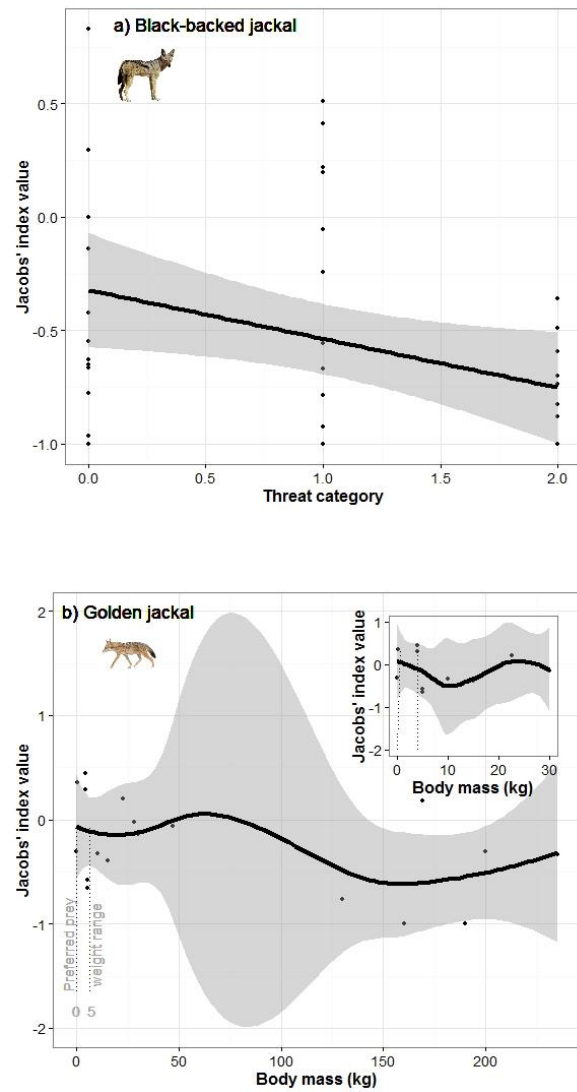 a) Black-backed jackal
Jacobs' index value
0.5
0.0
-0.5
-1.0
0.0 0.5 1.0 1.5 2.0
Threat category
b) Golden jackal
Jacobs' index value
2
1
0
-1
-2
Preferred prey
weight range
0 5
Jacobs' index value
1
0
-1
-2
0 10 20 30
Body mass (kg)
0 50 100 150 200
Body mass (kg)